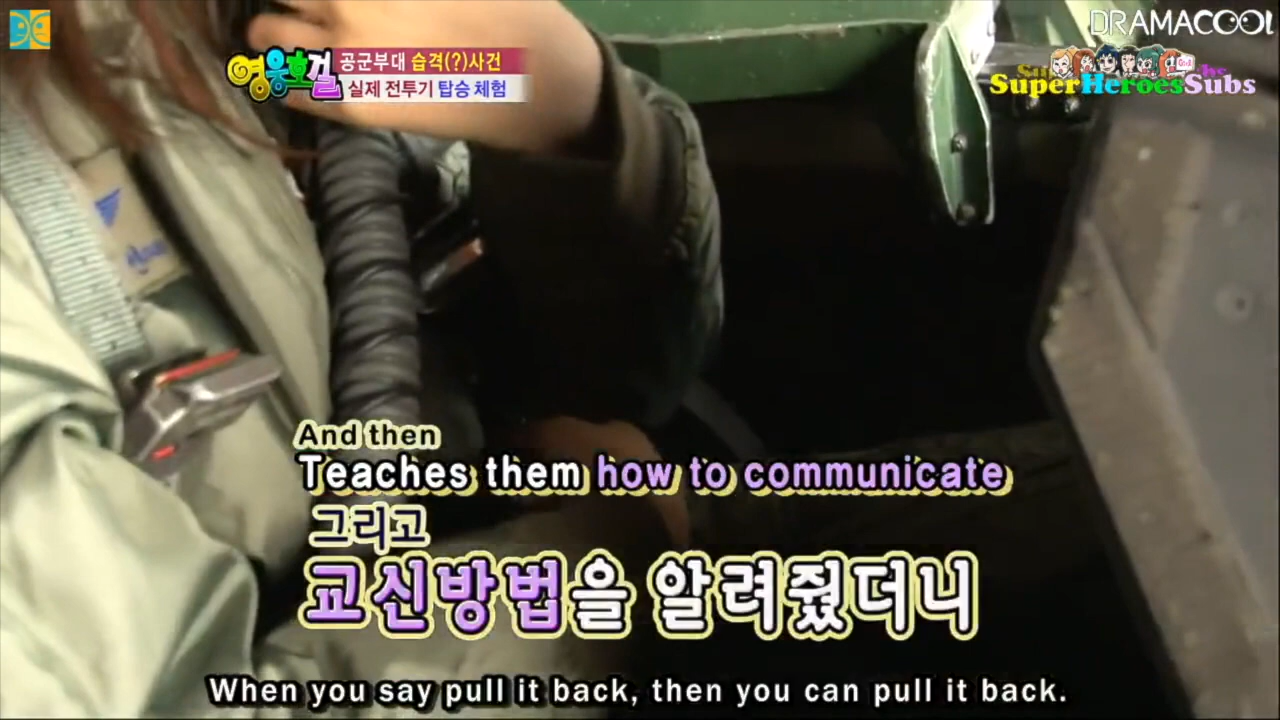 DRAMACOOL
영웅호걸
공군부대 습격(?)사건
실제 전투기 탑승 체험
SuperHeroesSubs
And then
Teaches them how to communicate
그리고
교신방법을 알려줬더니
When you say pull it back, then you can pull it back.